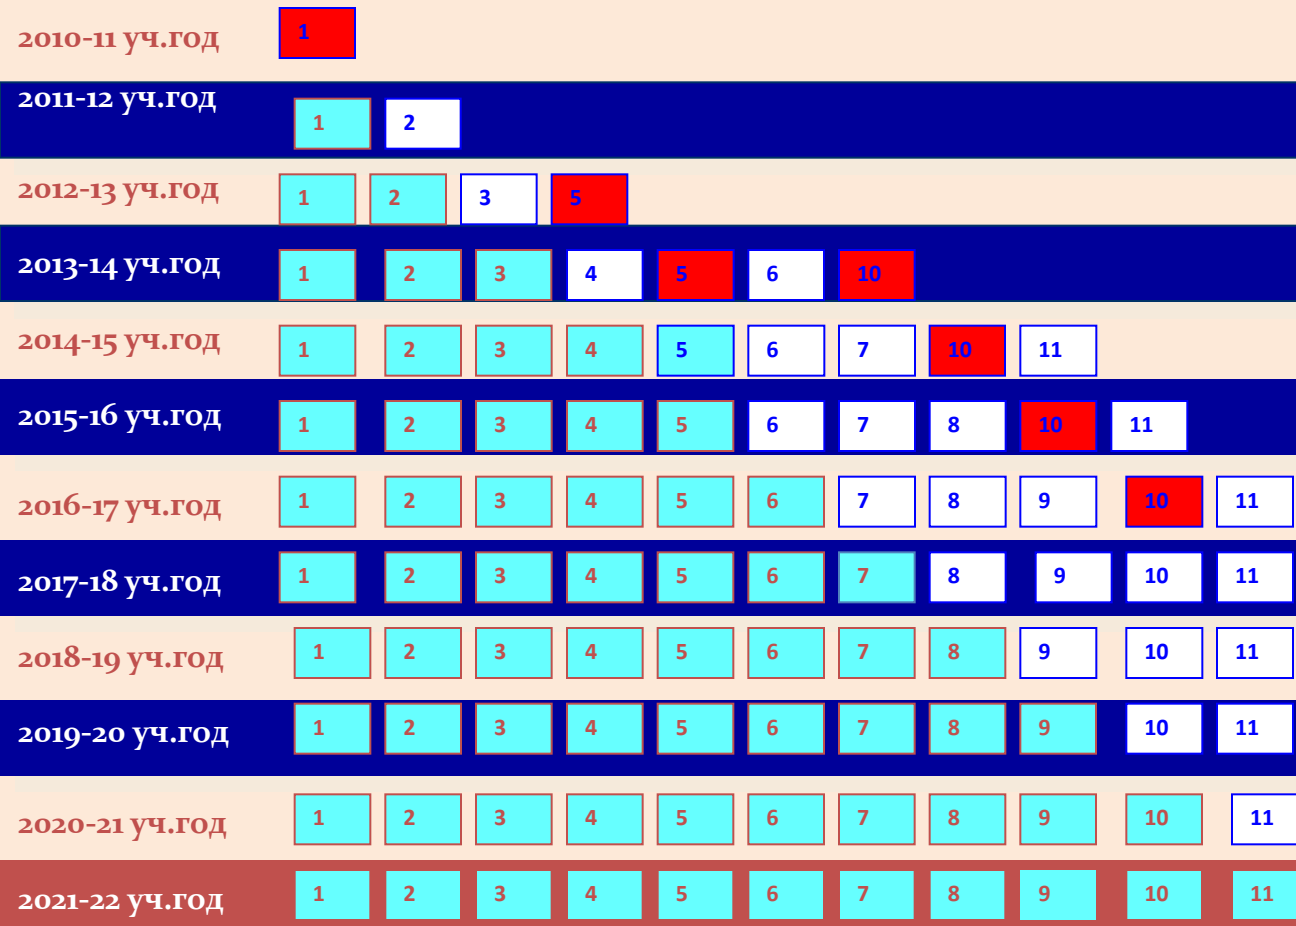 2010-11 уч.год 1
2011-12 уч.год 1 2
2012-13 уч.год 1 2 3 5
2013-14 уч.год 1 2 3 4 5 6 10
2014-15 уч.год 1 2 3 4 5 6 7 10 11
2015-16 уч.год 1 2 3 4 5 6 7 8 10 11
2016-17 уч.год 1 2 3 4 5 6 7 8 9 10 11
2017-18 уч.год 1 2 3 4 5 6 7 8 9 10 11
2018-19 уч.год 1 2 3 4 5 6 7 8 9 10 11
2019-20 уч.год 1 2 3 4 5 6 7 8 9 10 11
2020-21 уч.год 1 2 3 4 5 6 7 8 9 10 11
2021-22 уч.год 1 2 3 4 5 6 7 8 9 10 11